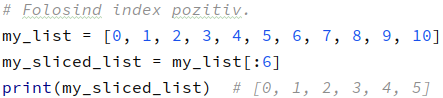 # Folosind index pozitiv.
my_list = [0, 1, 2, 3, 4, 5, 6, 7, 8, 9, 10]
my_sliced_list = my_list[:6]
print(my_sliced_list)  # [0, 1, 2, 3, 4, 5]